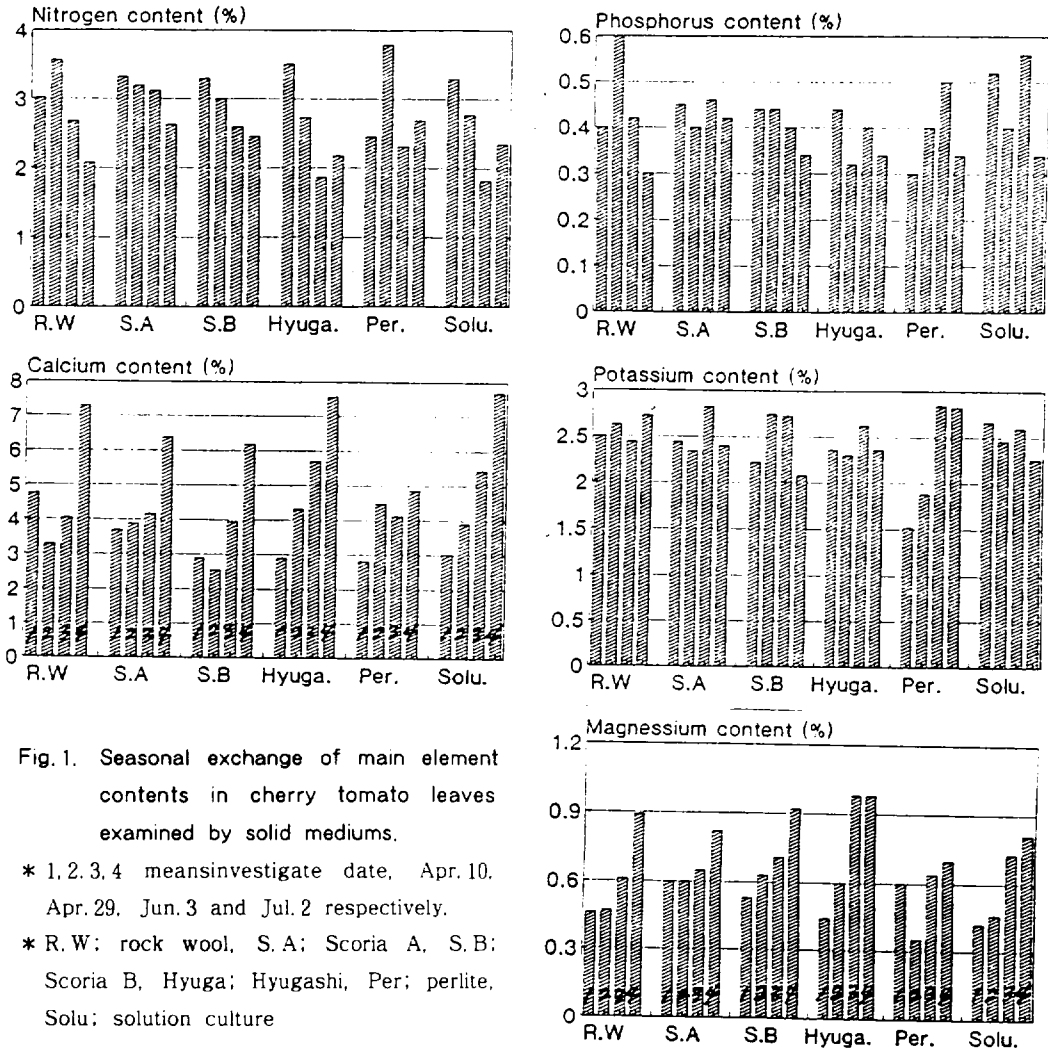 Nitrogen content (%)
4
3
2
1
0
R.W S.A S.B Hyuga. Per. Solu.
Phosphorus content (%)
0.6
0.5
0.4
0.3
0.2
0.1
0
R.W S.A S.B Hyuga. Per. Solu.
Calcium content (%)
8
7
6
5
4
3
2
1
0
R.W S.A S.B Hyuga. Per. Solu.
Potassium content (%)
3
2.5
2
1.5
1
0.5
0
R.W S.A S.B Hyuga. Per. Solu.
Magnessium content (%)
1.2
0.9
0.6
0.3
0
R.W S.A S.B Hyuga. Per. Solu.
Fig. 1. Seasonal exchange of main element
contents in cherry tomato leaves
examined by solid mediums.
* 1, 2. 3, 4 meansinvestigate date, Apr. 10.
Apr. 29, Jun. 3 and Jul. 2 respectively.
* R. W; rock wool, S. A; Scoria A, S. B;
Scoria B, Hyuga; Hyugashi, Per; perlite,
Solu; solution culture